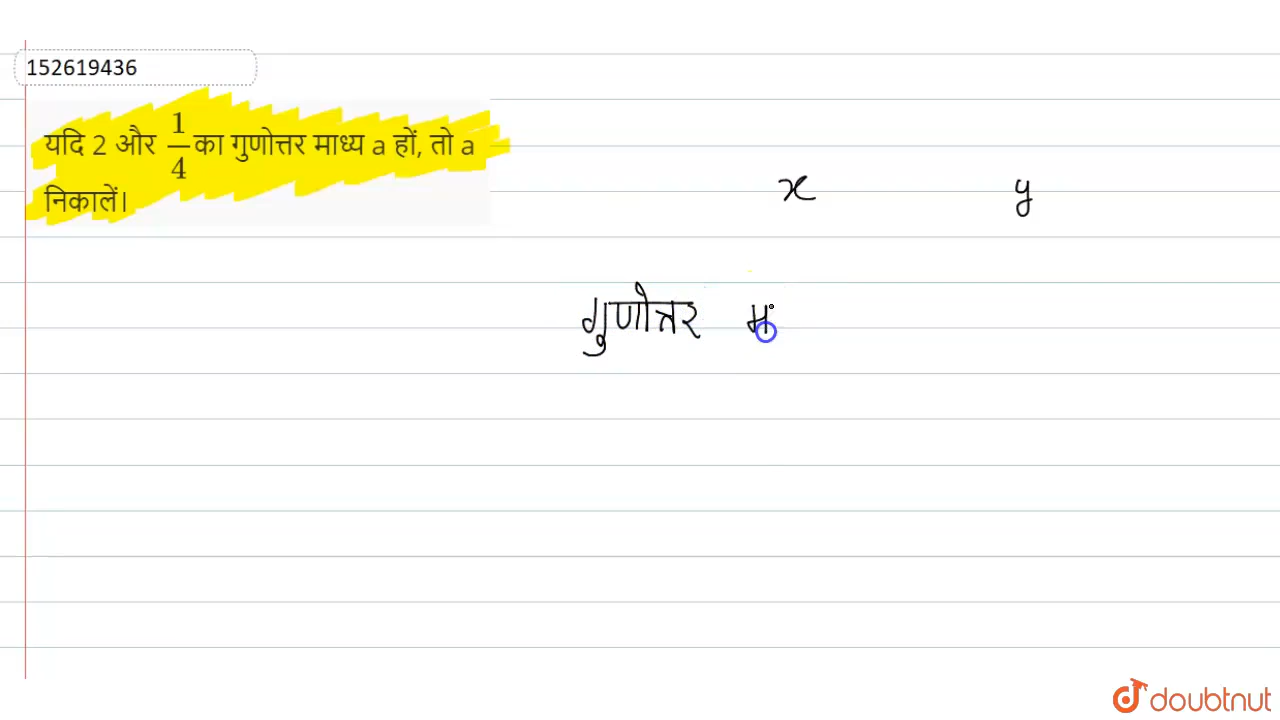 152619436
यदि 2 और 1/4 का गुणोत्तर माध्य a हों, तो a
निकालें।
x y
गुणोत्तर म
doubtnut